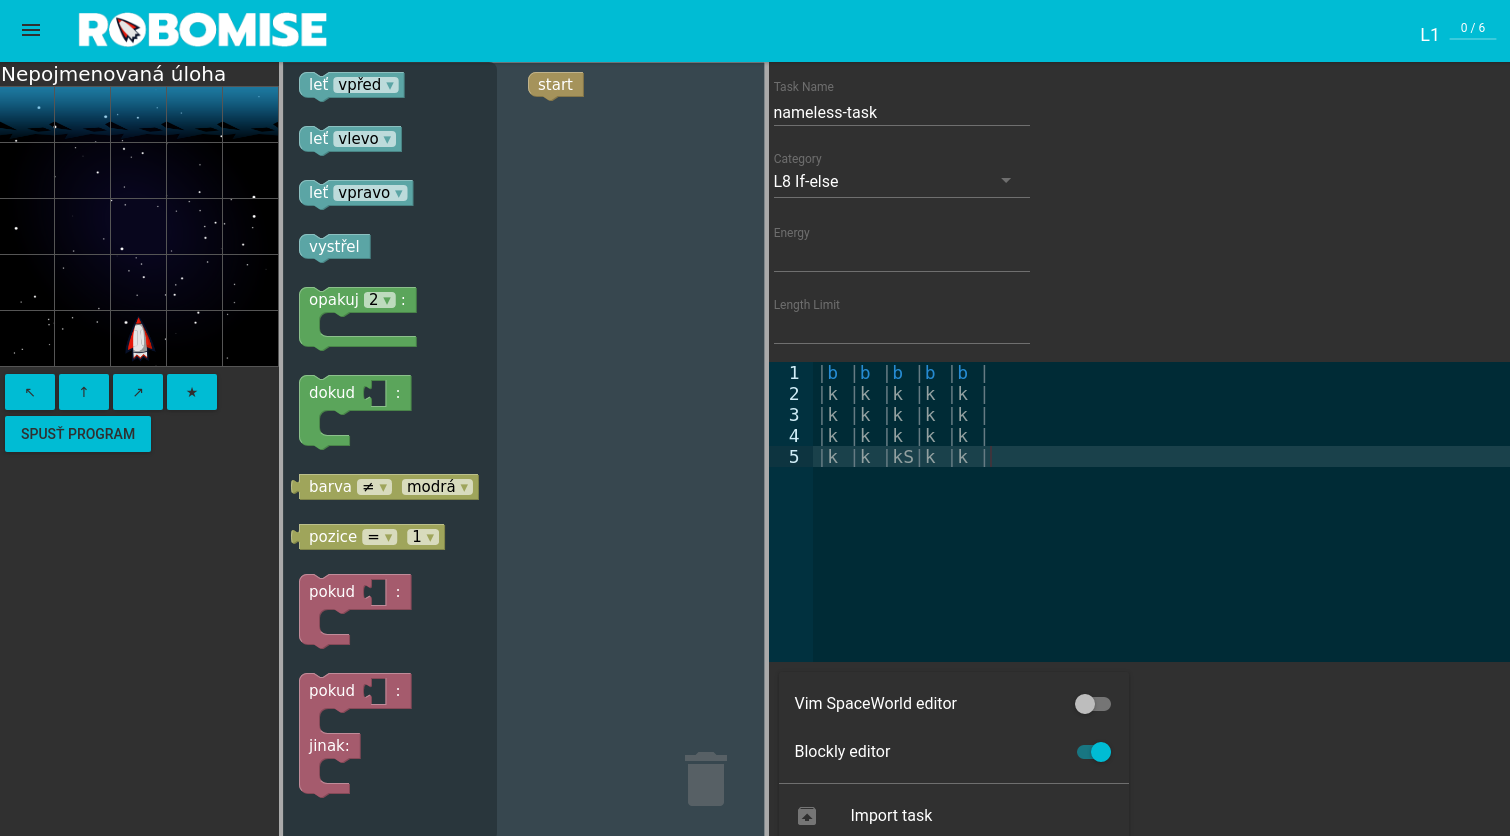 ROBOMISE
L1
0 / 6
Nepojmenovaná úloha
↖
↑
↗
★
SPUSŤ PROGRAM
leť vpřed ▾
leť vlevo ▾
leť vpravo ▾
vystřel
opakuj 2 ▾ :
dokud :
barva ≠ ▾ modrá ▾
pozice = ▾ 1 ▾
pokud :
pokud :
jinak:
start
Task Name
nameless-task
Category
L8 If-else
Energy
Length Limit
1 |b |b |b |b |b |
2 |k |k |k |k |k |
3 |k |k |k |k |k |
4 |k |k |k |k |k |
5 |k |k |kS|k |k |
Vim SpaceWorld editor
Blockly editor
Import task